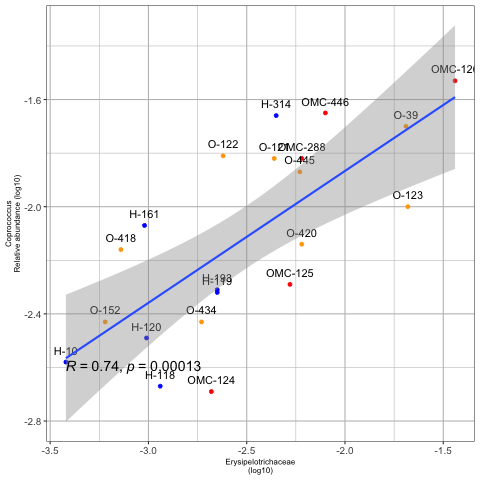 OMC-126
-1.6
H-314
OMC-446
O-39
O-122
O-121
OMC-288
O-445
O-123
-2.0
H-161
O-418
O-420
OMC-125
H-193
H-119
-2.4
O-152
O-434
H-120
H-10
R = 0.74, p = 0.00013
H-118
OMC-124
-2.8
-3.5
-3.0
-2.5
-2.0
-1.5
Erysipelotrichaceae
(log10)
Coprococcus
Relative abundance (log10)